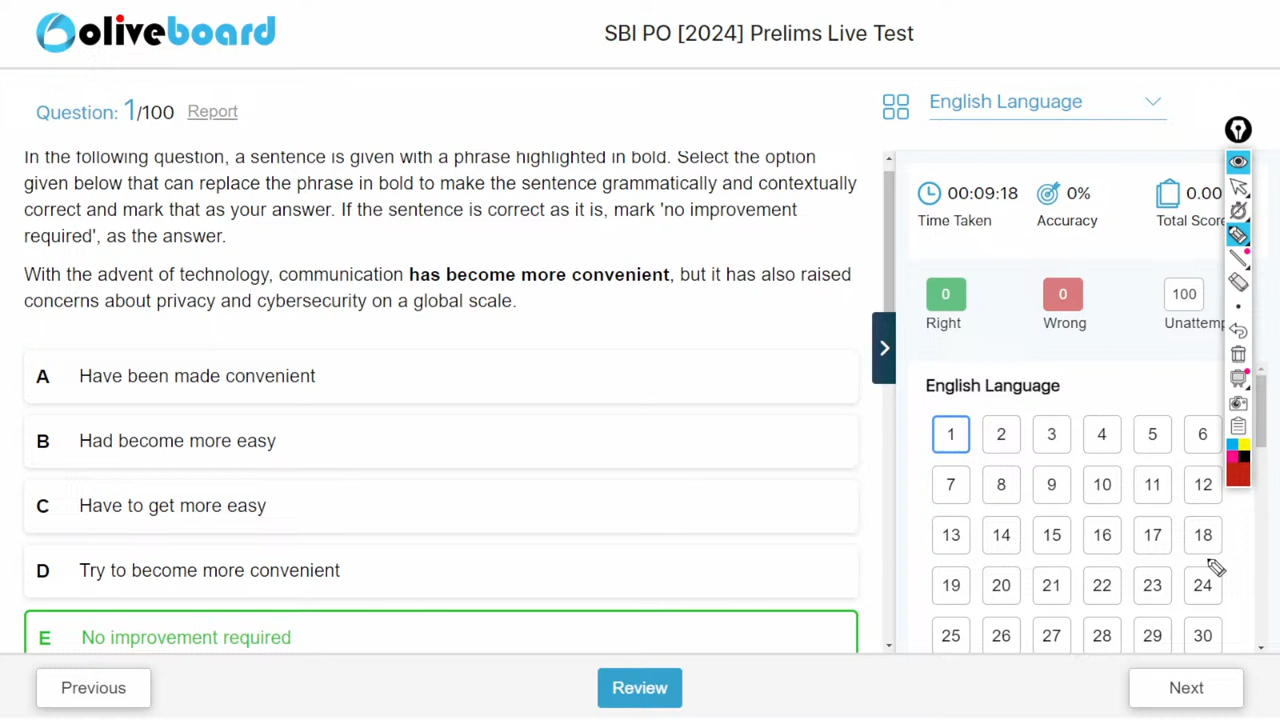 oliveboard
SBI PO [2024] Prelims Live Test
Question: 1/100 Report
English Language
In the following question, a sentence is given with a phrase highlighted in bold. Select the option
given below that can replace the phrase in bold to make the sentence grammatically and contextually
correct and mark that as your answer. If the sentence is correct as it is, mark 'no improvement
required', as the answer.
With the advent of technology, communication has become more convenient, but it has also raised
concerns about privacy and cybersecurity on a global scale.
A Have been made convenient
B Had become more easy
C Have to get more easy
D Try to become more convenient
E No improvement required
00:09:18 0% 0.00
Time Taken Accuracy Total Score
0 0 100
Right Wrong Unattemp
English Language
1 2 3 4 5 6
7 8 9 10 11 12
13 14 15 16 17 18
19 20 21 22 23 24
25 26 27 28 29 30
Previous Review Next